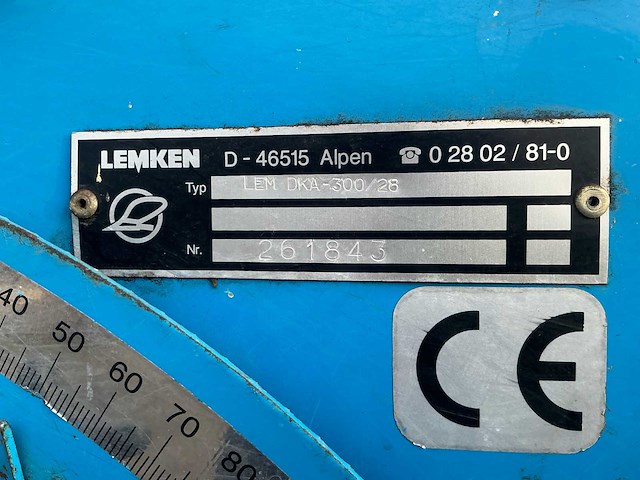 LEMKEN D - 46515 Alpen ☎ 0 28 02 / 81-0
Typ LEM DKA-300/28
Nr. 261843
CE
40 50 60 70 80